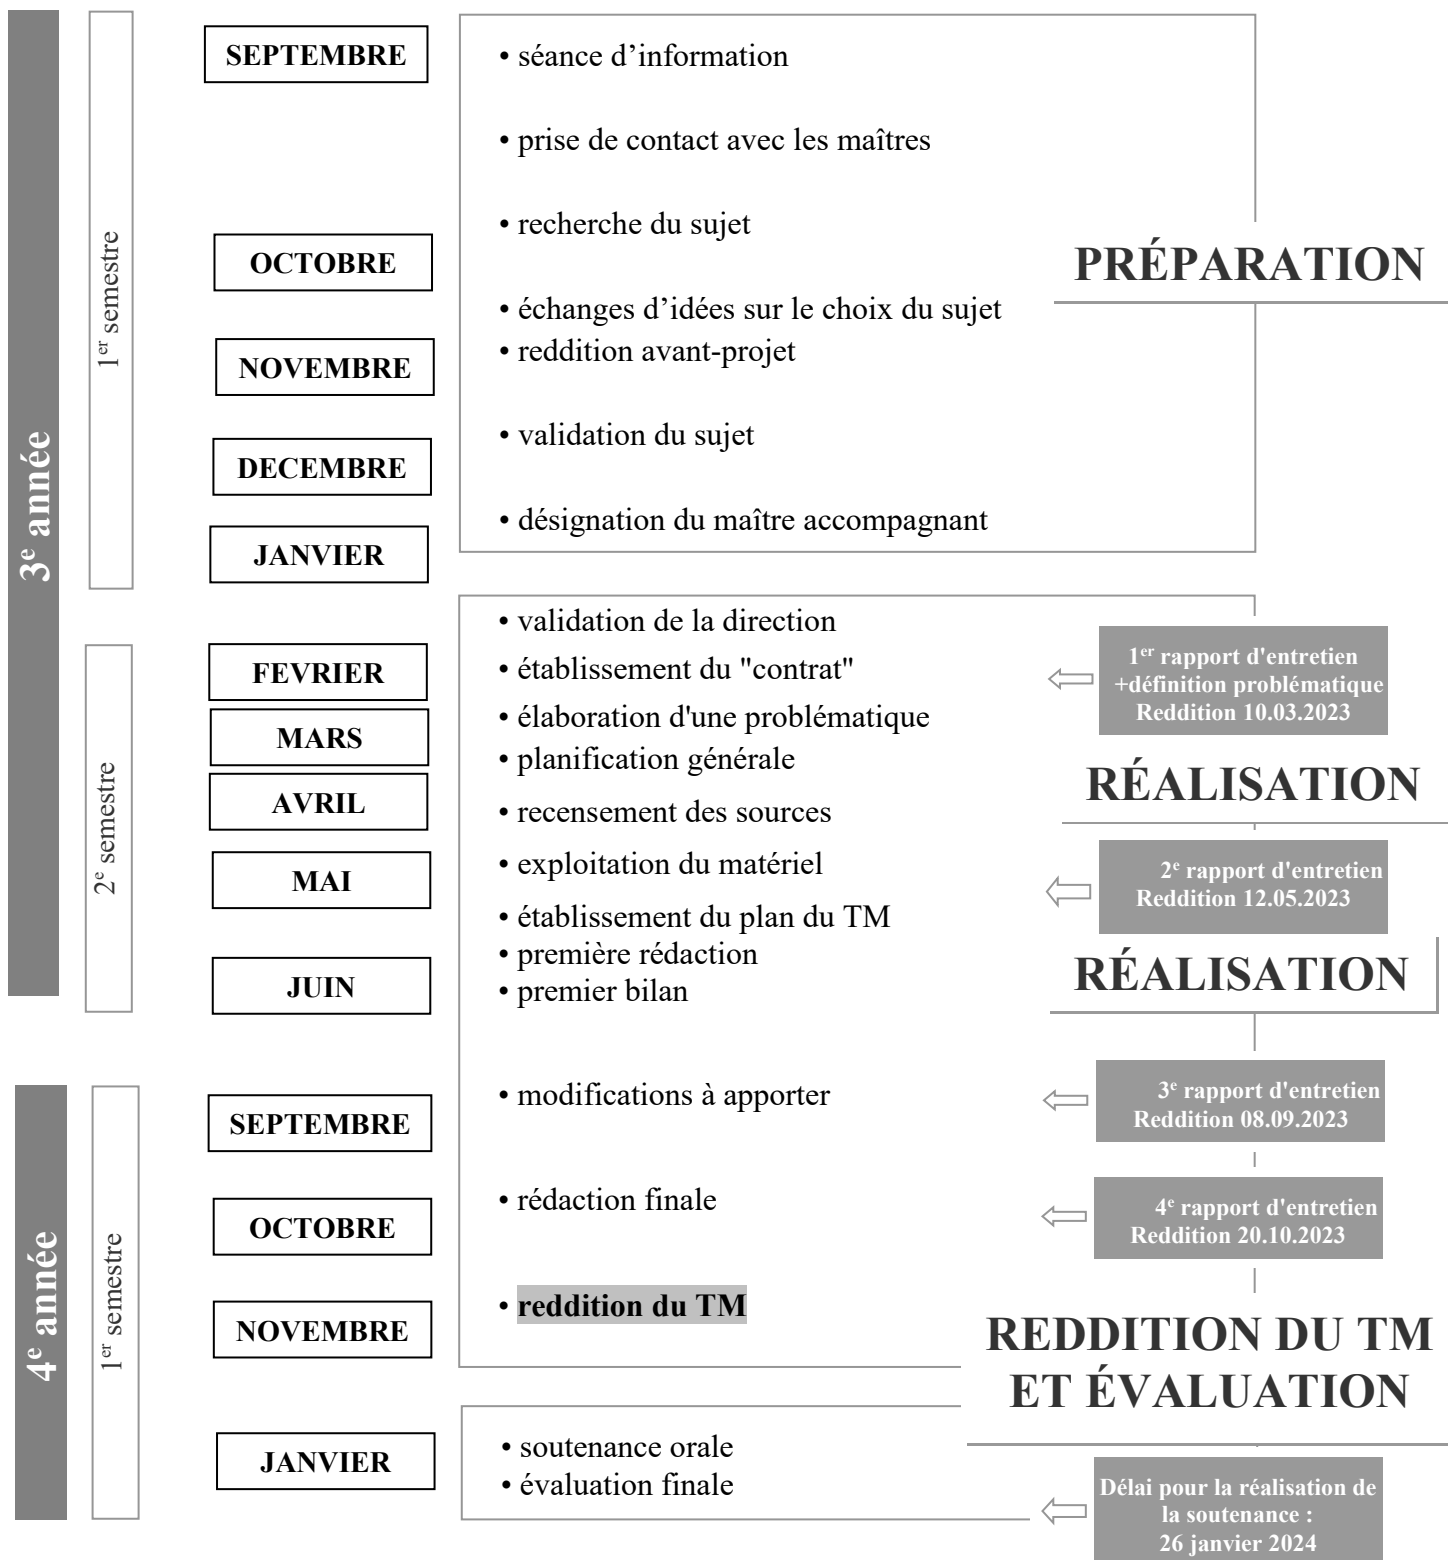 3e année
1er semestre
SEPTEMBRE
• séance d’information
• prise de contact avec les maîtres
• recherche du sujet
OCTOBRE
PRÉPARATION
• échanges d’idées sur le choix du sujet
NOVEMBRE
• reddition avant-projet
• validation du sujet
DECEMBRE
• désignation du maître accompagnant
JANVIER
2e semestre
• validation de la direction
FEVRIER
• établissement du "contrat"
1er rapport d'entretien
+définition problématique
Reddition 10.03.2023
MARS
• élaboration d'une problématique
• planification générale
RÉALISATION
AVRIL
• recensement des sources
MAI
• exploitation du matériel
2e rapport d'entretien
Reddition 12.05.2023
• établissement du plan du TM
• première rédaction
RÉALISATION
JUIN
• premier bilan
4e année
1er semestre
SEPTEMBRE
• modifications à apporter
3e rapport d'entretien
Reddition 08.09.2023
OCTOBRE
• rédaction finale
4e rapport d'entretien
Reddition 20.10.2023
NOVEMBRE
• reddition du TM
REDDITION DU TM
ET ÉVALUATION
JANVIER
• soutenance orale
• évaluation finale
Délai pour la réalisation de
la soutenance :
26 janvier 2024